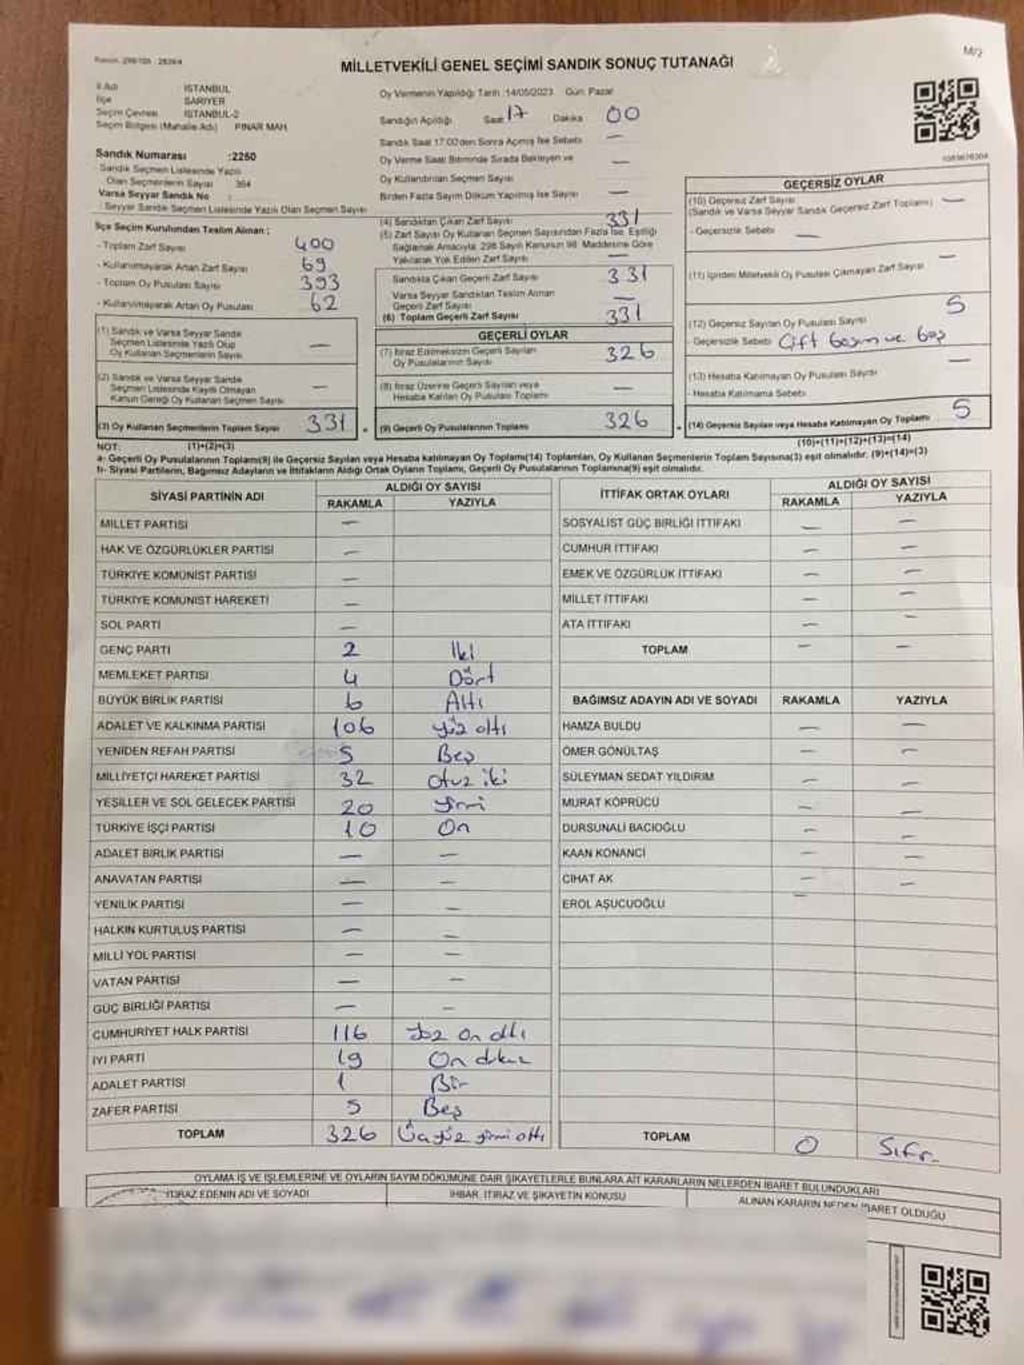 M/2
MİLLETVEKİLİ GENEL SEÇİMİ SANDIK SONUÇ TUTANAĞI
İl Adı İSTANBUL
İlçe SARIYER
Seçim Çevresi İSTANBUL-2
Seçim Bölgesi (Mahalle Adı) PINAR MAH.
Sandık Numarası :2250
Sandık Seçmen Listesinde Yazılı
Olan Seçmenlerin Sayısı 364
Varsa Seyyar Sandık No :
Seyyar Sandık Seçmen Listesinde Yazılı Olan Seçmen Sayısı
Oy Vermenin Yapıldığı Tarih :14/05/2023 Gün: Pazar
Sandığın Açıldığı Saat 17 Dakika 00
Sandık Saat 17:00'den Sonra Açılmış İse Sebebi —
Oy Verme Saati Bitiminde Sırada Bekleyen ve —
Oy Kullandırılan Seçmen Sayısı
Birden Fazla Sayım Döküm Yapılmış İse Sayısı —
İlçe Seçim Kurulundan Teslim Alınan :
- Toplam Zarf Sayısı 400
- Kullanılmayarak Artan Zarf Sayısı 69
- Toplam Oy Pusulası Sayısı 393
- Kullanılmayarak Artan Oy Pusulası 62
(1) Sandık ve Varsa Seyyar Sandık
Seçmen Listesinde Yazılı Olup —
Oy Kullanan Seçmenlerin Sayısı
(2) Sandık ve Varsa Seyyar Sandık
Seçmen Listesinde Kayıtlı Olmayan —
Kanun Gereği Oy Kullanan Seçmen Sayısı
(3) Oy Kullanan Seçmenlerin Toplam Sayısı 331
(4) Sandıktan Çıkan Zarf Sayısı 331
(5) Zarf Sayısı Oy Kullanan Seçmen Sayısından Fazla İse, Eşitliği
Sağlamak Amacıyla, 298 Sayılı Kanunun 98. Maddesine Göre
Yakılarak Yok Edilen Zarf Sayısı —
Sandıkta Çıkan Geçerli Zarf Sayısı 331
Varsa Seyyar Sandıktan Teslim Alınan
Geçerli Zarf Sayısı —
(6) Toplam Geçerli Zarf Sayısı 331
GEÇERLİ OYLAR
(7) İtiraz Edilmeksizin Geçerli Sayılan
Oy Pusulalarının Sayısı 326
(8) İtiraz Üzerine Geçerli Sayılan veya
Hesaba Katılan Oy Pusulası Toplamı —
(9) Geçerli Oy Pusulalarının Toplamı 326
GEÇERSİZ OYLAR
(10) Geçersiz Zarf Sayısı —
(Sandık ve Varsa Seyyar Sandık Geçersiz Zarf Toplamı)
- Geçersizlik Sebebi —
(11) İçinden Milletvekili Oy Pusulası Çıkmayan Zarf Sayısı —
(12) Geçersiz Sayılan Oy Pusulası Sayısı 5
- Geçersizlik Sebebi Çift basım ve boş
(13) Hesaba Katılmayan Oy Pusulası Sayısı —
- Hesaba Katılmama Sebebi
(14) Geçersiz Sayılan veya Hesaba Katılmayan Oy Toplamı 5
NOT: (1)+(2)=(3) (10)+(11)+(12)+(13)=(14)
a- Geçerli Oy Pusulalarının Toplamı(9) ile Geçersiz Sayılan veya Hesaba katılmayan Oy Toplamı(14) Toplamları, Oy Kullanan Seçmenlerin Toplam Sayısına(3) eşit olmalıdır. (9)+(14)=(3)
b- Siyasi Partilerin, Bağımsız Adayların ve İttifakların Aldığı Ortak Oyların Toplamı, Geçerli Oy Pusulalarının Toplamına(9) eşit olmalıdır.
SİYASİ PARTİNİN ADI ALDIĞI OY SAYISI
RAKAMLA YAZIYLA
MİLLET PARTİSİ —
HAK VE ÖZGÜRLÜKLER PARTİSİ —
TÜRKİYE KOMÜNİST PARTİSİ —
TÜRKİYE KOMÜNİST HAREKETİ —
SOL PARTİ —
GENÇ PARTİ 2 İki
MEMLEKET PARTİSİ 4 Dört
BÜYÜK BİRLİK PARTİSİ 6 Altı
ADALET VE KALKINMA PARTİSİ 106 yüz altı
YENİDEN REFAH PARTİSİ 5 Beş
MİLLİYETÇİ HAREKET PARTİSİ 32 otuz iki
YEŞİLLER VE SOL GELECEK PARTİSİ 20 yirmi
TÜRKİYE İŞÇİ PARTİSİ 10 On
ADALET BİRLİK PARTİSİ — —
ANAVATAN PARTİSİ — —
YENİLİK PARTİSİ — —
HALKIN KURTULUŞ PARTİSİ — —
MİLLİ YOL PARTİSİ — —
VATAN PARTİSİ — —
GÜÇ BİRLİĞİ PARTİSİ — —
CUMHURİYET HALK PARTİSİ 116 yüz on altı
İYİ PARTİ 19 On dokuz
ADALET PARTİSİ 1 Bir
ZAFER PARTİSİ 5 Beş
TOPLAM 326 Üçyüz yirmi altı
İTTİFAK ORTAK OYLARI ALDIĞI OY SAYISI
RAKAMLA YAZIYLA
SOSYALİST GÜÇ BİRLİĞİ İTTİFAKI — —
CUMHUR İTTİFAKI — —
EMEK VE ÖZGÜRLÜK İTTİFAKI — —
MİLLET İTTİFAKI — —
ATA İTTİFAKI — —
TOPLAM — —
BAĞIMSIZ ADAYIN ADI VE SOYADI RAKAMLA YAZIYLA
HAMZA BULDU — —
ÖMER GÖNÜLTAŞ — —
SÜLEYMAN SEDAT YILDIRIM — —
MURAT KÖPRÜCÜ — —
DURSUNALİ BACIOĞLU — —
KAAN KONANCI — —
CİHAT AK — —
EROL AŞUCUOĞLU —
TOPLAM 0 Sıfır
OYLAMA İŞ VE İŞLEMLERİNE VE OYLARIN SAYIM DÖKÜMÜNE DAİR ŞİKAYETLERLE BUNLARA AİT KARARLARIN NELERDEN İBARET BULUNDUKLARI
İTİRAZ EDENİN ADI VE SOYADI İHBAR, İTİRAZ VE ŞİKAYETİN KONUSU ALINAN KARARIN NEDEN İBARET OLDUĞU